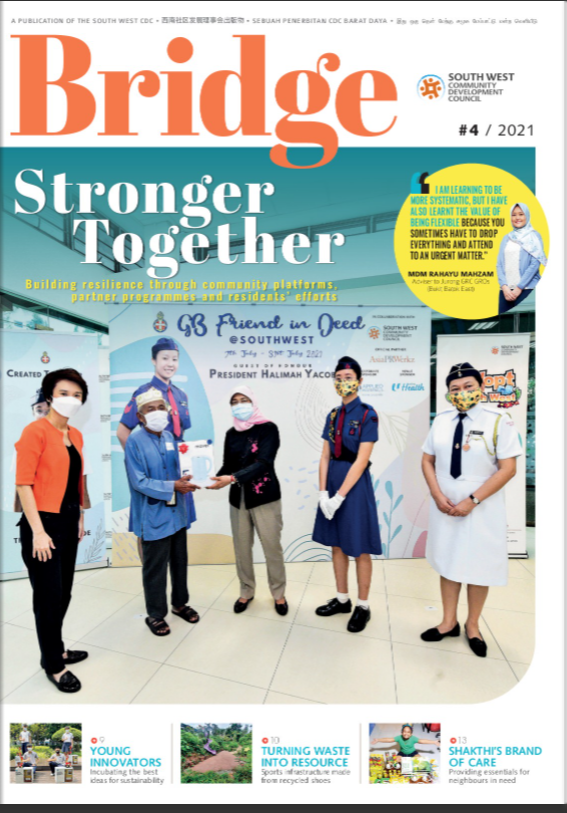 A PUBLICATION OF THE SOUTH WEST CDC • 西南社区发展理事会出版物 • SEBUAH PENERBITAN CDC BARAT DAYA •
Bridge
SOUTH WEST
COMMUNITY
DEVELOPMENT
COUNCIL
#4 / 2021
Stronger
Together
Building resilience through community platforms,
partner programmes and residents' efforts
I AM LEARNING TO BE
MORE SYSTEMATIC, BUT I HAVE
ALSO LEARNT THE VALUE OF
BEING FLEXIBLE BECAUSE YOU
SOMETIMES HAVE TO DROP
EVERYTHING AND ATTEND
TO AN URGENT MATTER."
MDM RAHAYU MAHZAM
Adviser to Jurong GRC GROs
(Bukit Batok East)
GB Friend in Deed
@SOUTHWEST
GUEST OF HONOUR
PRESIDENT HALIMAH YACOB
SOUTH WEST
CREATED T
9
YOUNG
INNOVATORS
Incubating the best
ideas for sustainability
10
TURNING WASTE
INTO RESOURCE
Sports infrastructure made
from recycled shoes
13
SHAKTHI'S BRAND
OF CARE
Providing essentials for
neighbours in need